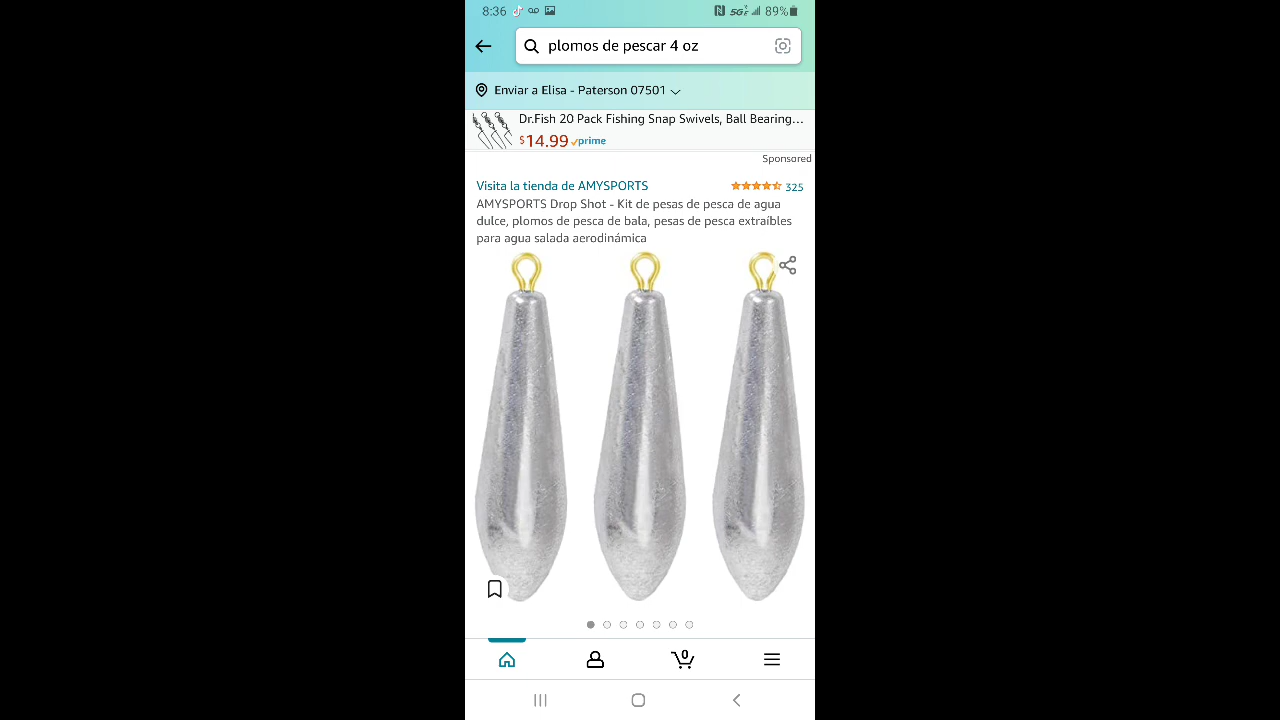 8:36 5G 89%
plomos de pescar 4 oz
Enviar a Elisa - Paterson 07501
Dr.Fish 20 Pack Fishing Snap Swivels, Ball Bearing...
$14.99 prime
Sponsored
Visita la tienda de AMYSPORTS 325
AMYSPORTS Drop Shot - Kit de pesas de pesca de agua
dulce, plomos de pesca de bala, pesas de pesca extraíbles
para agua salada aerodinámica
0